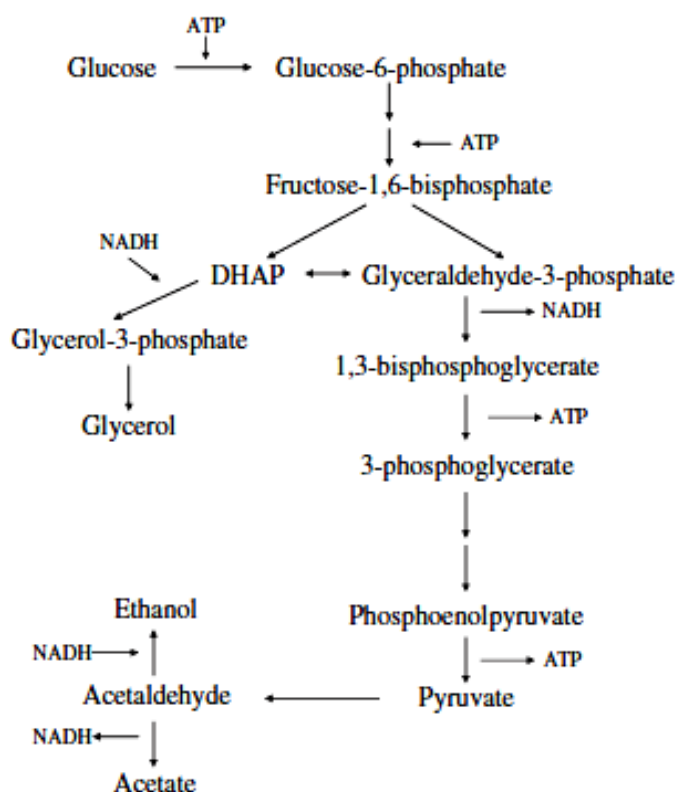 ATP
Glucose
Glucose-6-phosphate
ATP
Fructose-1,6-bisphosphate
NADH
DHAP
Glyceraldehyde-3-phosphate
NADH
Glycerol-3-phosphate
1,3-bisphosphoglycerate
ATP
Glycerol
3-phosphoglycerate
Ethanol
Phosphoenolpyruvate
NADH
ATP
Acetaldehyde
Pyruvate
NADH
Acetate